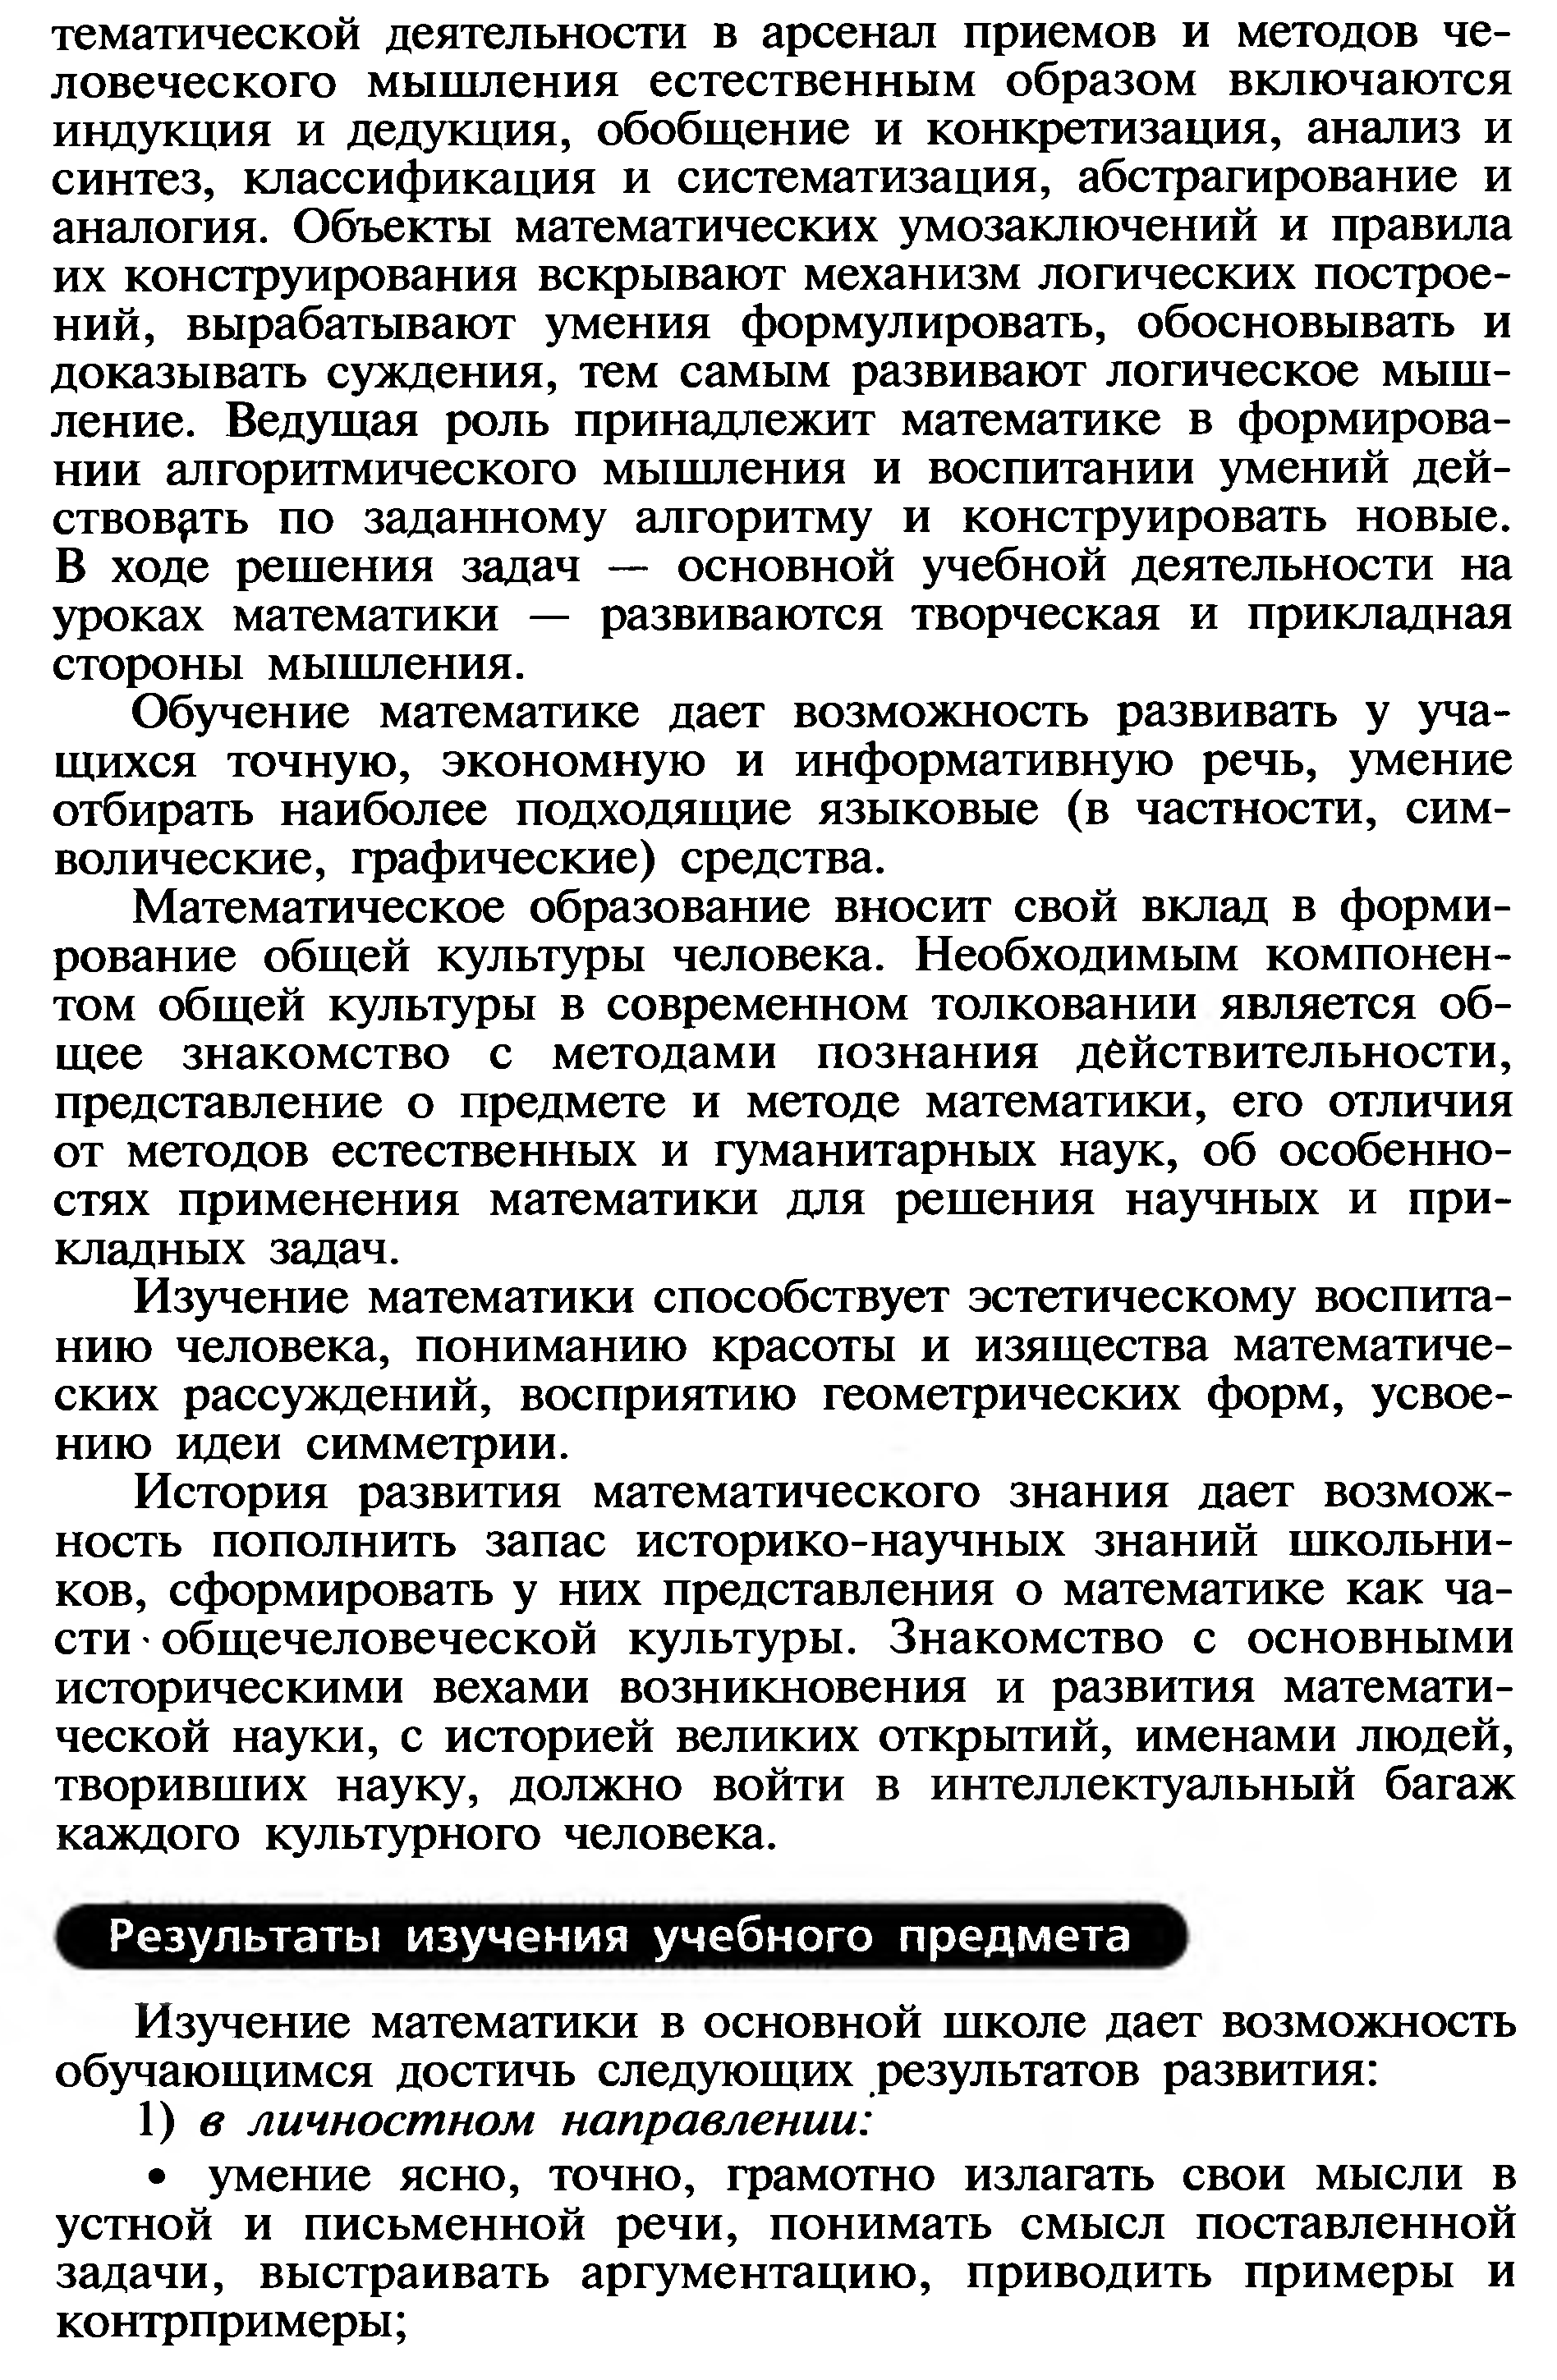 тематической деятельности в арсенал приемов и методов че-
ловеческого мышления естественным образом включаются
индукция и дедукция, обобщение и конкретизация, анализ и
синтез, классификация и систематизация, абстрагирование и
аналогия. Объекты математических умозаключений и правила
их конструирования вскрывают механизм логических построе-
ний, вырабатывают умения формулировать, обосновывать и
доказывать суждения, тем самым развивают логическое мыш-
ление. Ведущая роль принадлежит математике в формирова-
нии алгоритмического мышления и воспитании умений дей-
ствовать по заданному алгоритму и конструировать новые.
В ходе решения задач — основной учебной деятельности на
уроках математики — развиваются творческая и прикладная
стороны мышления.
Обучение математике дает возможность развивать у уча-
щихся точную, экономную и информативную речь, умение
отбирать наиболее подходящие языковые (в частности, сим-
волические, графические) средства.
Математическое образование вносит свой вклад в форми-
рование общей культуры человека. Необходимым компонен-
том общей культуры в современном толковании является об-
щее знакомство с методами познания действительности,
представление о предмете и методе математики, его отличия
от методов естественных и гуманитарных наук, об особенно-
стях применения математики для решения научных и при-
кладных задач.
Изучение математики способствует эстетическому воспита-
нию человека, пониманию красоты и изящества математиче-
ских рассуждений, восприятию геометрических форм, усвое-
нию идеи симметрии.
История развития математического знания дает возмож-
ность пополнить запас историко-научных знаний школьни-
ков, сформировать у них представления о математике как ча-
сти общечеловеческой культуры. Знакомство с основными
историческими вехами возникновения и развития математи-
ческой науки, с историей великих открытий, именами людей,
творивших науку, должно войти в интеллектуальный багаж
каждого культурного человека.
Результаты изучения учебного предмета
Изучение математики в основной школе дает возможность
обучающимся достичь следующих результатов развития:
1) в личностном направлении:
• умение ясно, точно, грамотно излагать свои мысли в
устной и письменной речи, понимать смысл поставленной
задачи, выстраивать аргументацию, приводить примеры и
контрпримеры;